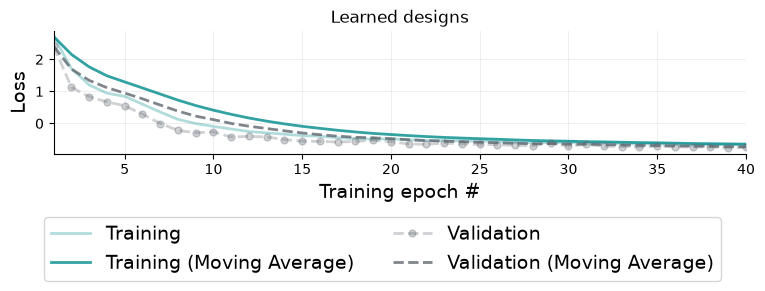 Learned designs
Loss
2
1
0
5 10 15 20 25 30 35 40
Training epoch #
Training Validation
Training (Moving Average) Validation (Moving Average)